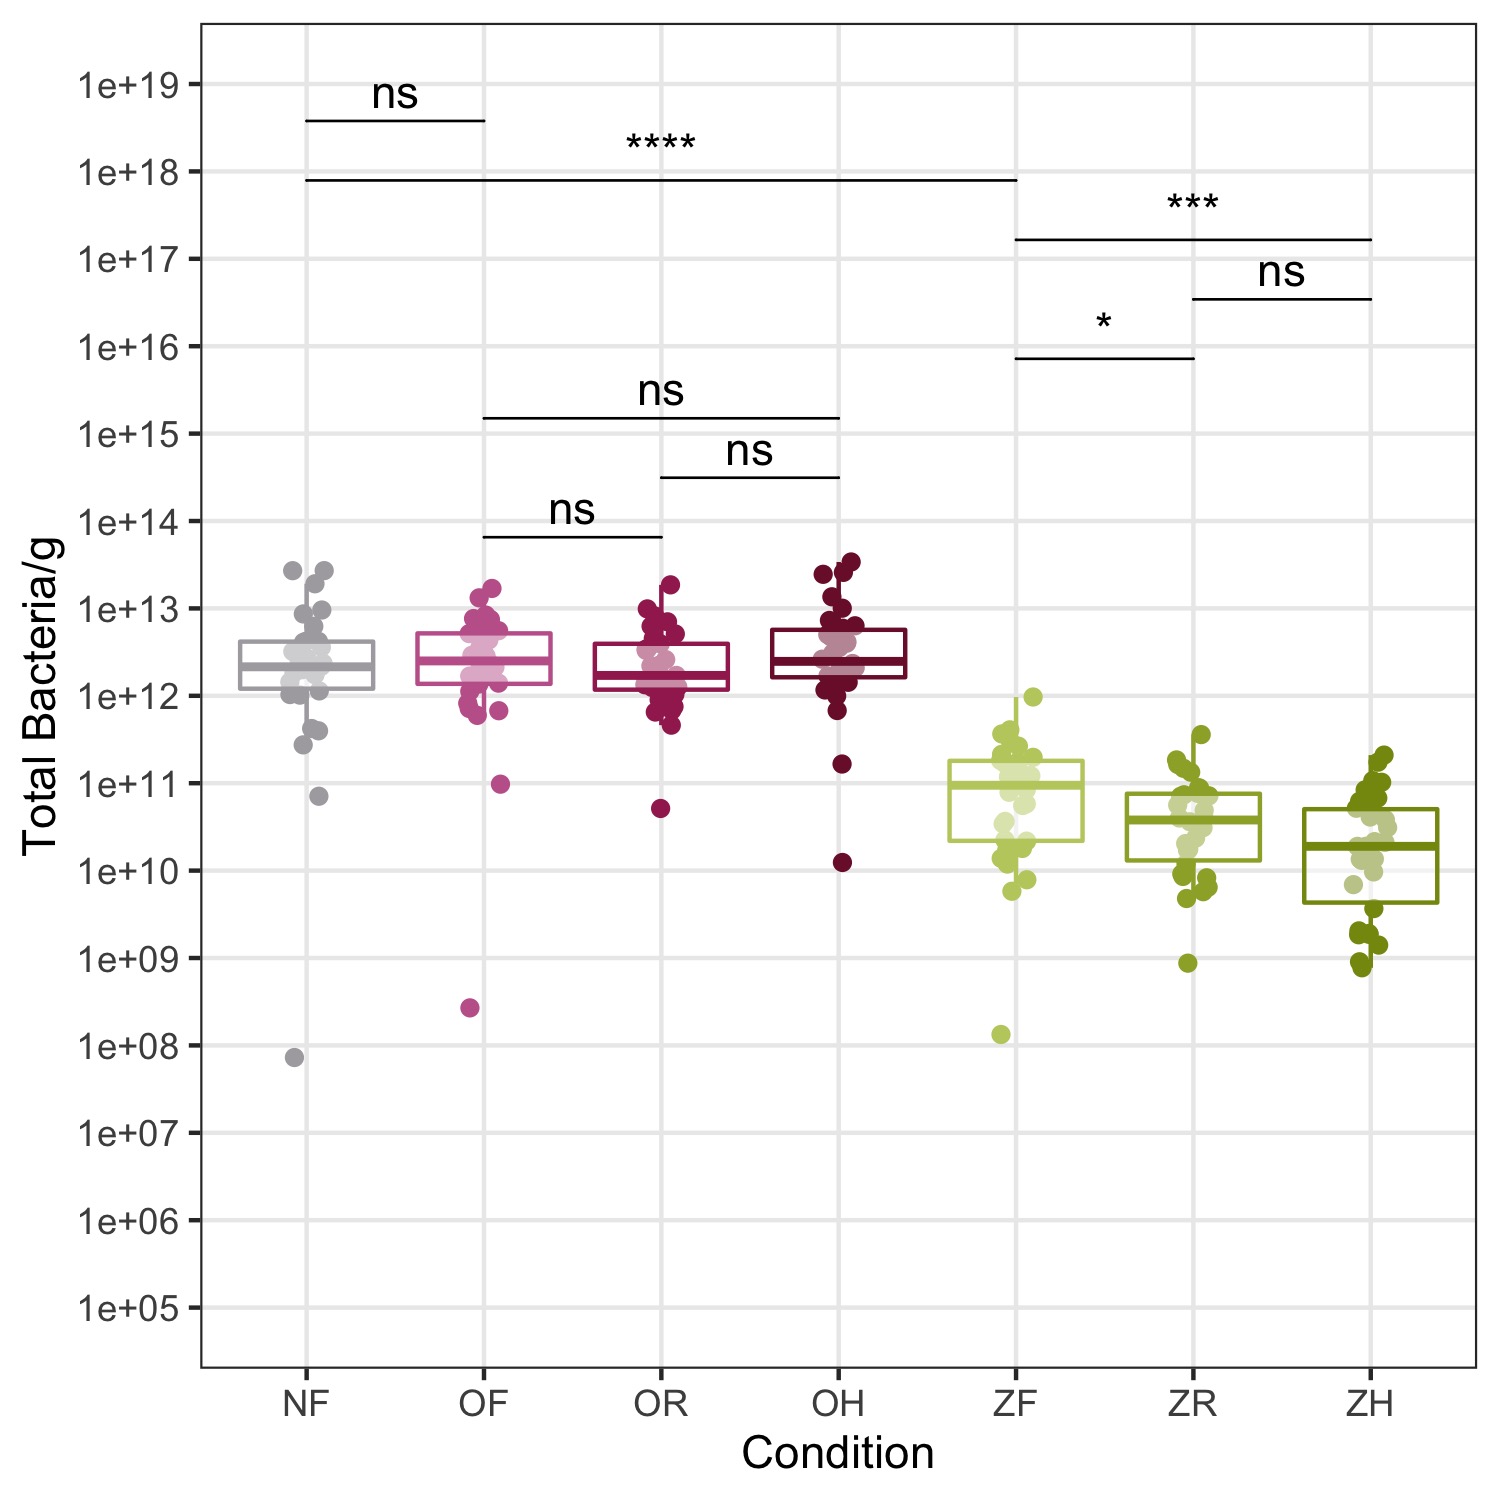 1e+19
ns
****
1e+18
***
1e+17
ns
*
1e+16
ns
1e+15
ns
ns
1e+14
1e+13
1e+12
1e+11
1e+10
1e+09
1e+08
1e+07
1e+06
1e+05
Total Bacteria/g
NF OF OR OH ZF ZR ZH
Condition